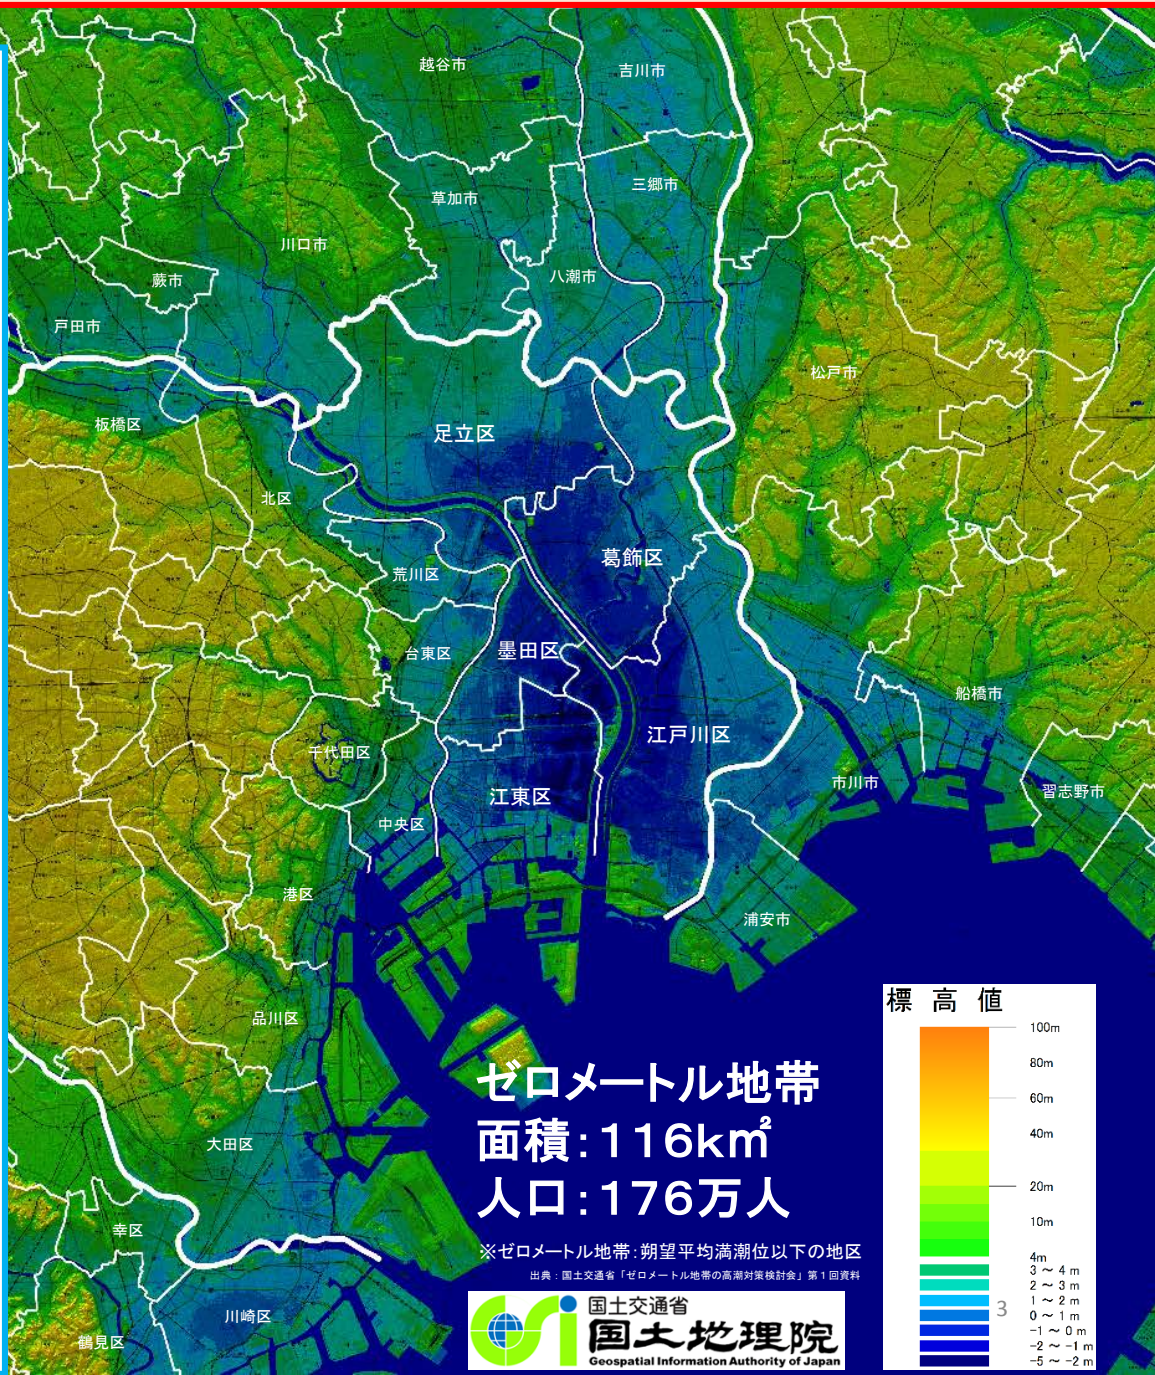 越谷市
吉川市
三郷市
草加市
川口市
八潮市
蕨市
戸田市
松戸市
板橋区
足立区
北区
葛飾区
荒川区
墨田区
台東区
船橋市
江戸川区
千代田区
市川市
習志野市
江東区
中央区
港区
浦安市
品川区
大田区
幸区
川崎区
鶴見区
ゼロメートル地帯
面積：116k㎡
人口：176万人
※ゼロメートル地帯：朔望平均満潮位以下の地区
出典：国土交通省「ゼロメートル地帯の高潮対策検討会」第1回資料
国土交通省
国土地理院
Geospatial Information Authority of Japan
標 高 値
100m
80m
60m
40m
20m
10m
4m
3 ～ 4 m
2 ～ 3 m
1 ～ 2 m
0 ～ 1 m
-1 ～ 0 m
-2 ～ -1 m
-5 ～ -2 m
3